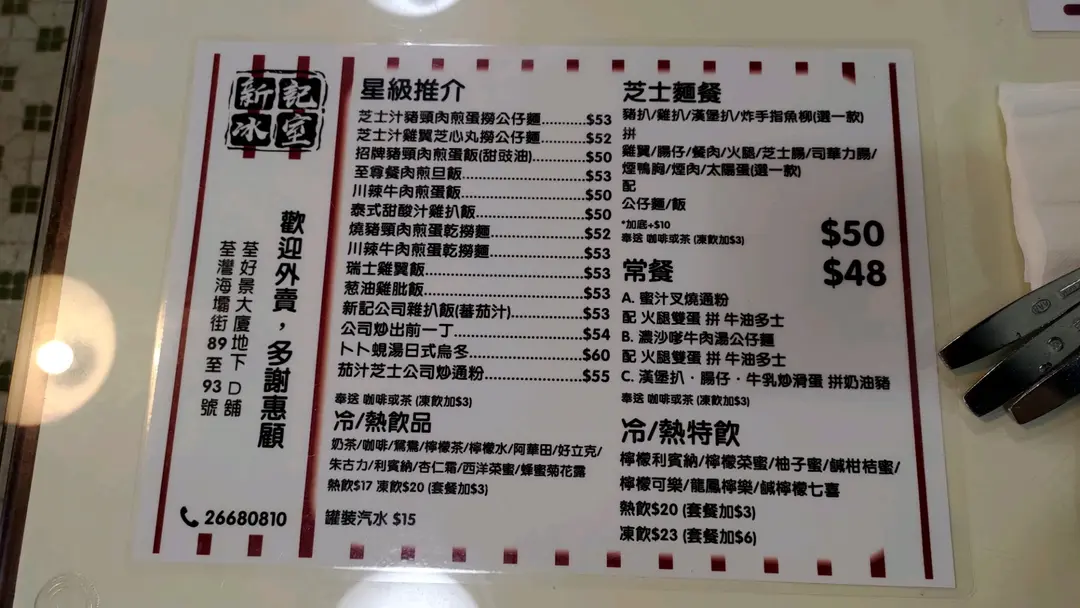 新記
冰室
歡迎外賣，多謝惠顧
荃好景大廈地下 D 舖
荃灣海壩街 89 至 93 號
26680810
星級推介
芝士汁豬頸肉煎蛋撈公仔麵..........$53
芝士汁雞翼芝心丸撈公仔麵..........$52
招牌豬頸肉煎蛋飯(甜豉油)..........$50
至尊餐肉煎旦飯..........$53
川辣牛肉煎蛋飯..........$50
泰式甜酸汁雞扒飯..........$50
燒豬頸肉煎蛋乾撈麵..........$52
川辣牛肉煎蛋乾撈麵..........$53
瑞士雞翼飯..........$53
葱油雞肶飯..........$53
新記公司雜扒飯(蕃茄汁)..........$53
公司炒出前一丁..........$54
卜卜蜆湯日式烏冬..........$60
茄汁芝士公司炒通粉..........$55
奉送 咖啡或茶 (凍飲加$3)
冷/熱飲品
奶茶/咖啡/鴛鴦/檸檬茶/檸檬水/阿華田/好立克/
朱古力/利賓納/杏仁霜/西洋菜蜜/蜂蜜菊花露
熱飲$17 凍飲$20 (套餐加$3)
罐裝汽水 $15
芝士麵餐
豬扒/雞扒/漢堡扒/炸手指魚柳(選一款)
拼
雞翼/腸仔/餐肉/火腿/芝士腸/司華力腸/
煙鴨胸/煙肉/太陽蛋(選一款)
配
公仔麵/飯
*加底+$10
奉送 咖啡或茶 (凍飲加$3)
$50
常餐 $48
A. 蜜汁叉燒通粉
配 火腿雙蛋 拼 牛油多士
B. 濃沙嗲牛肉湯公仔麵
配 火腿雙蛋 拼 牛油多士
C. 漢堡扒．腸仔．牛乳炒滑蛋 拼奶油豬
奉送 咖啡或茶 (凍飲加$3)
冷/熱特飲
檸檬利賓納/檸檬菜蜜/柚子蜜/鹹柑桔蜜/
檸檬可樂/龍鳳檸樂/鹹檸檬七喜
熱飲$20 (套餐加$3)
凍飲$23 (套餐加$6)